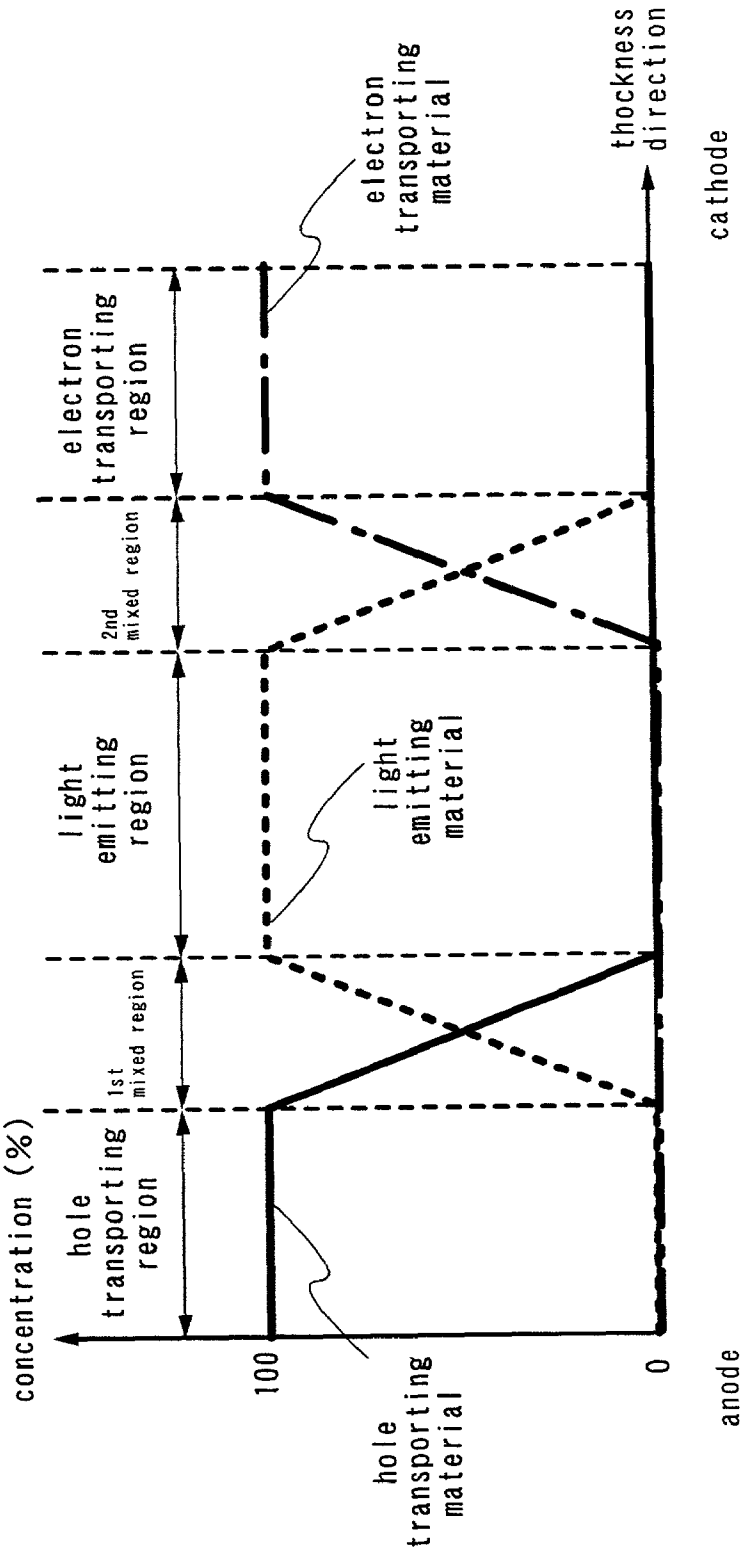 concentration (%)
hole
transporting
region
1st
mixed region
light
emitting
region
2nd
mixed region
electron
transporting
region
100
0
hole
transporting
material
light
emitting
material
electron
transporting
material
thockness
direction
anode
cathode